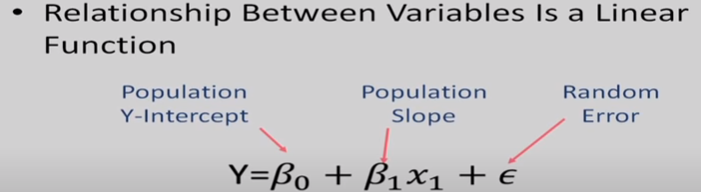 • Relationship Between Variables Is a Linear
Function
Population
Y-Intercept
Population
Slope
Random
Error
Y=β₀ + β₁x₁ + ϵ